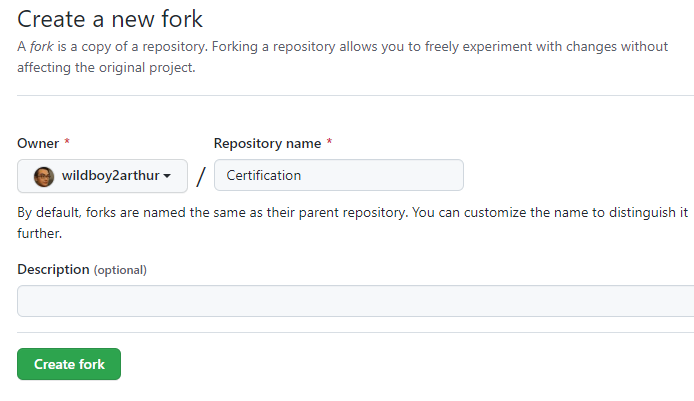 Create a new fork
A fork is a copy of a repository. Forking a repository allows you to freely experiment with changes without
affecting the original project.
Owner * Repository name *
wildboy2arthur / Certification
By default, forks are named the same as their parent repository. You can customize the name to distinguish it
further.
Description (optional)
Create fork